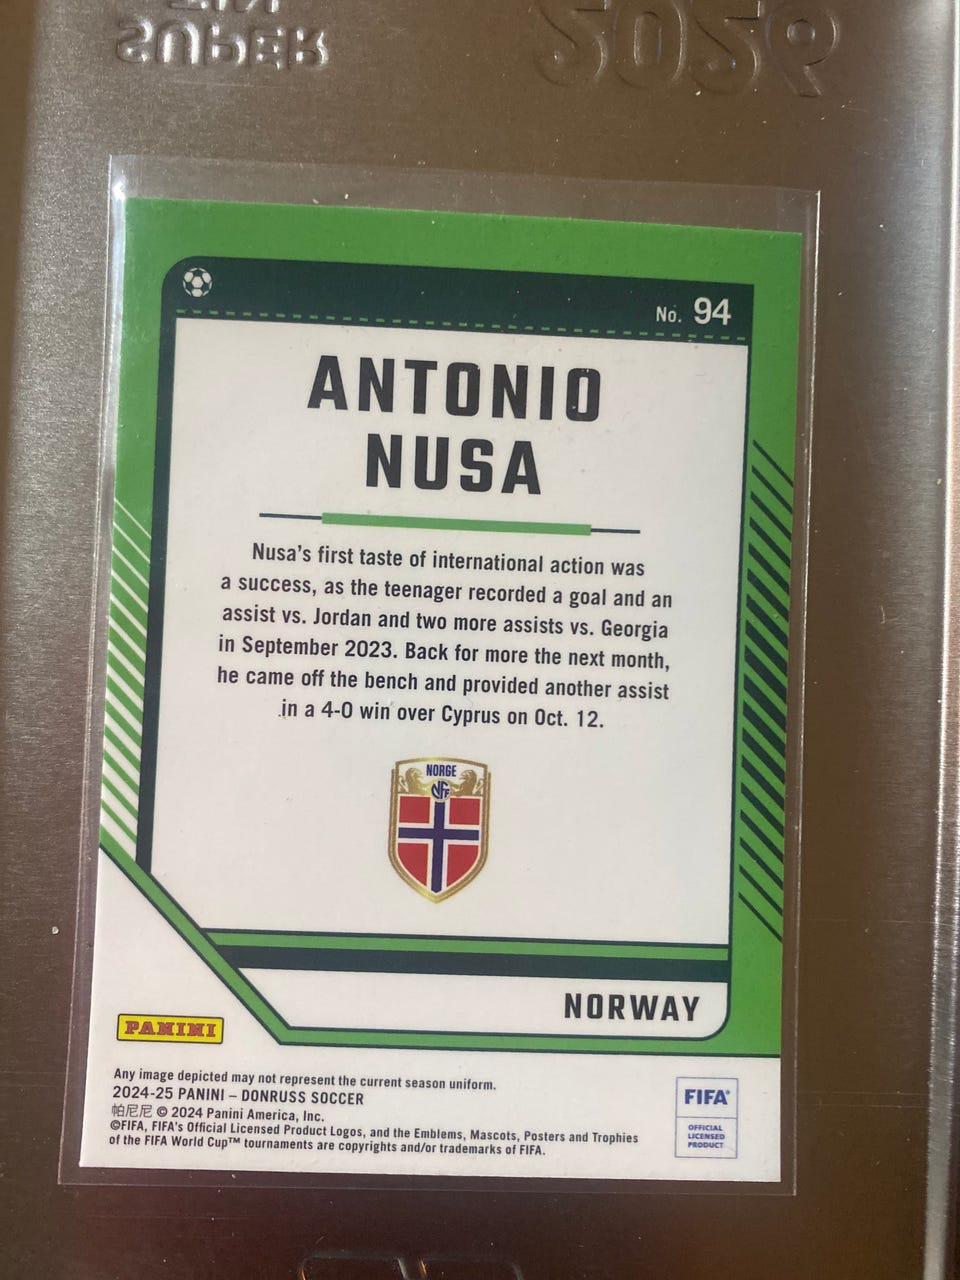 SUPER
2026
No. 94
ANTONIO
NUSA
Nusa's first taste of international action was
a success, as the teenager recorded a goal and an
assist vs. Jordan and two more assists vs. Georgia
in September 2023. Back for more the next month,
he came off the bench and provided another assist
in a 4-0 win over Cyprus on Oct. 12.
NORGE
NFF
NORWAY
PANINI
Any image depicted may not represent the current season uniform.
2024-25 PANINI – DONRUSS SOCCER
帕尼尼 © 2024 Panini America, Inc.
©FIFA, FIFA's Official Licensed Product Logos, and the Emblems, Mascots, Posters and Trophies
of the FIFA World Cup™ tournaments are copyrights and/or trademarks of FIFA.
FIFA®
OFFICIAL
LICENSED
PRODUCT